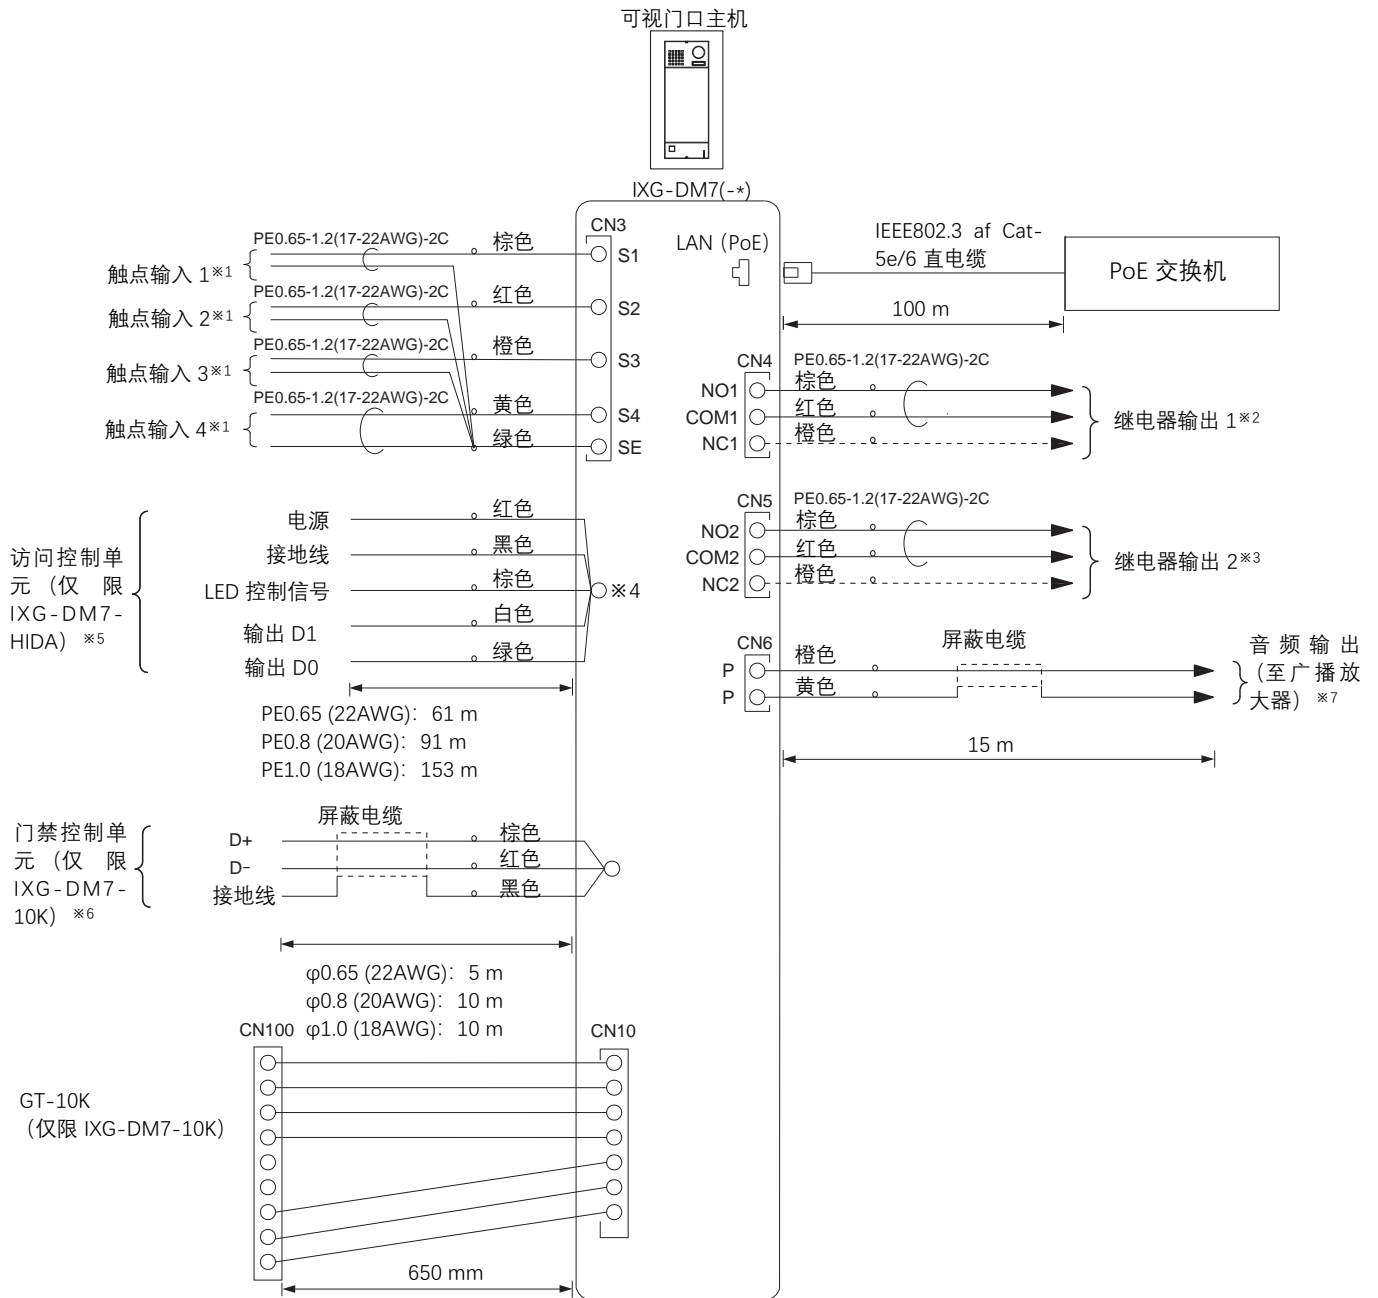 可视门口主机
IXG-DM7(-*)
CN3
PE0.65-1.2(17-22AWG)-2C
棕色
S1
触点输入 1※1
PE0.65-1.2(17-22AWG)-2C
红色
S2
触点输入 2※1
PE0.65-1.2(17-22AWG)-2C
橙色
S3
触点输入 3※1
PE0.65-1.2(17-22AWG)-2C
黄色
S4
触点输入 4※1
绿色
SE
LAN (PoE)
IEEE802.3 af Cat-
5e/6 直电缆
PoE 交换机
100 m
CN4
PE0.65-1.2(17-22AWG)-2C
NO1
棕色
COM1
红色
NC1
橙色
继电器输出 1※2
CN5
PE0.65-1.2(17-22AWG)-2C
NO2
棕色
COM2
红色
NC2
橙色
继电器输出 2※3
CN6
屏蔽电缆
P
橙色
P
黄色
音频输出
(至广播放
大器) ※7
15 m
访问控制单
元 (仅 限
IXG-DM7-
HIDA) ※5
电源
红色
接地线
黑色
LED 控制信号
棕色
※4
输出 D1
白色
输出 D0
绿色
PE0.65 (22AWG): 61 m
PE0.8 (20AWG): 91 m
PE1.0 (18AWG): 153 m
门禁控制单
元 (仅 限
IXG-DM7-
10K) ※6
屏蔽电缆
D+
棕色
D-
红色
接地线
黑色
φ0.65 (22AWG): 5 m
φ0.8 (20AWG): 10 m
φ1.0 (18AWG): 10 m
CN100
CN10
GT-10K
(仅限 IXG-DM7-10K)
650 mm